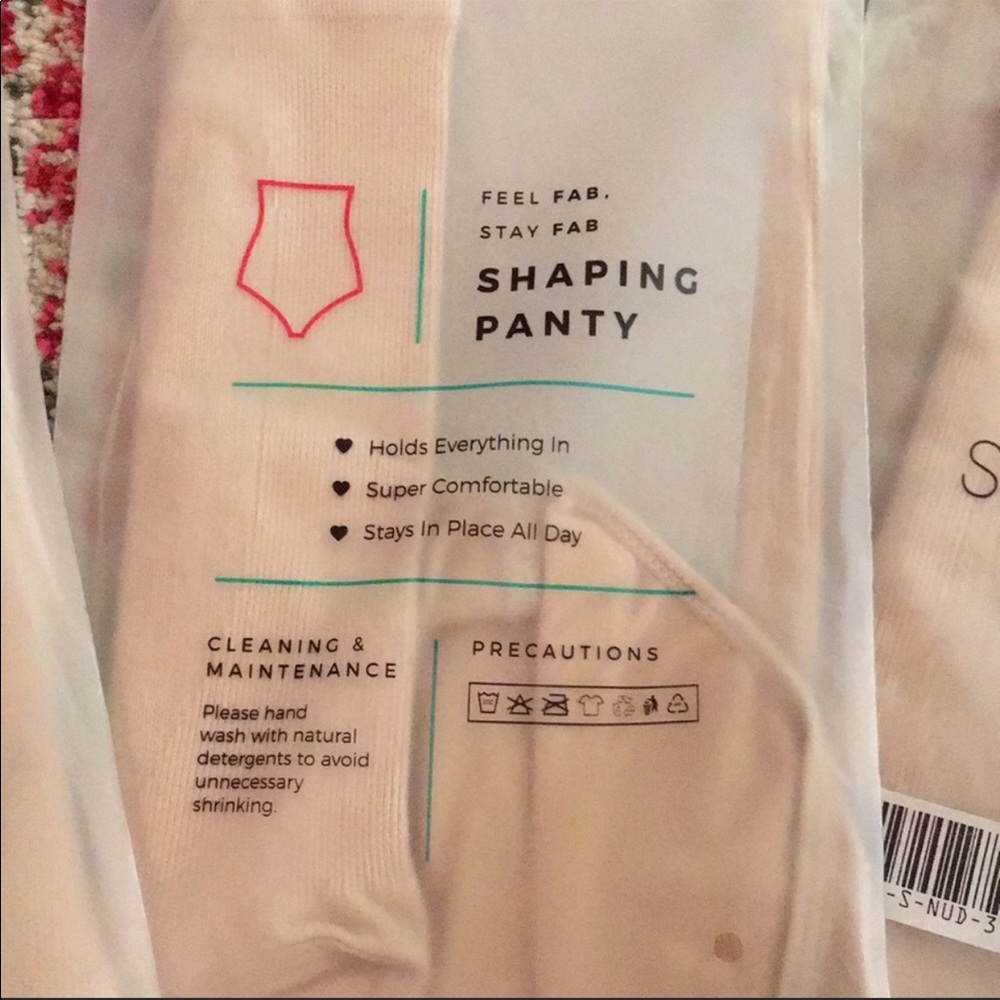 FEEL FAB,
STAY FAB
SHAPING
PANTY
Holds Everything In
Super Comfortable
Stays In Place All Day
CLEANING &
MAINTENANCE
Please hand
wash with natural
detergents to avoid
unnecessary
shrinking.
PRECAUTIONS
S
-S-NUD-3